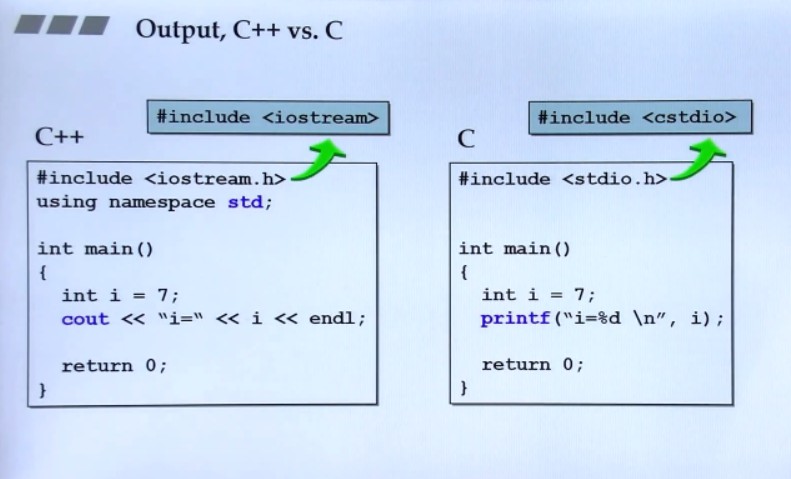 Output, C++ vs. C
C++
#include <iostream>
#include <iostream.h>
using namespace std;
int main()
{
int i = 7;
cout << "i=" << i << endl;
return 0;
}
C
#include <cstdio>
#include <stdio.h>
int main()
{
int i = 7;
printf("i=%d \n", i);
return 0;
}